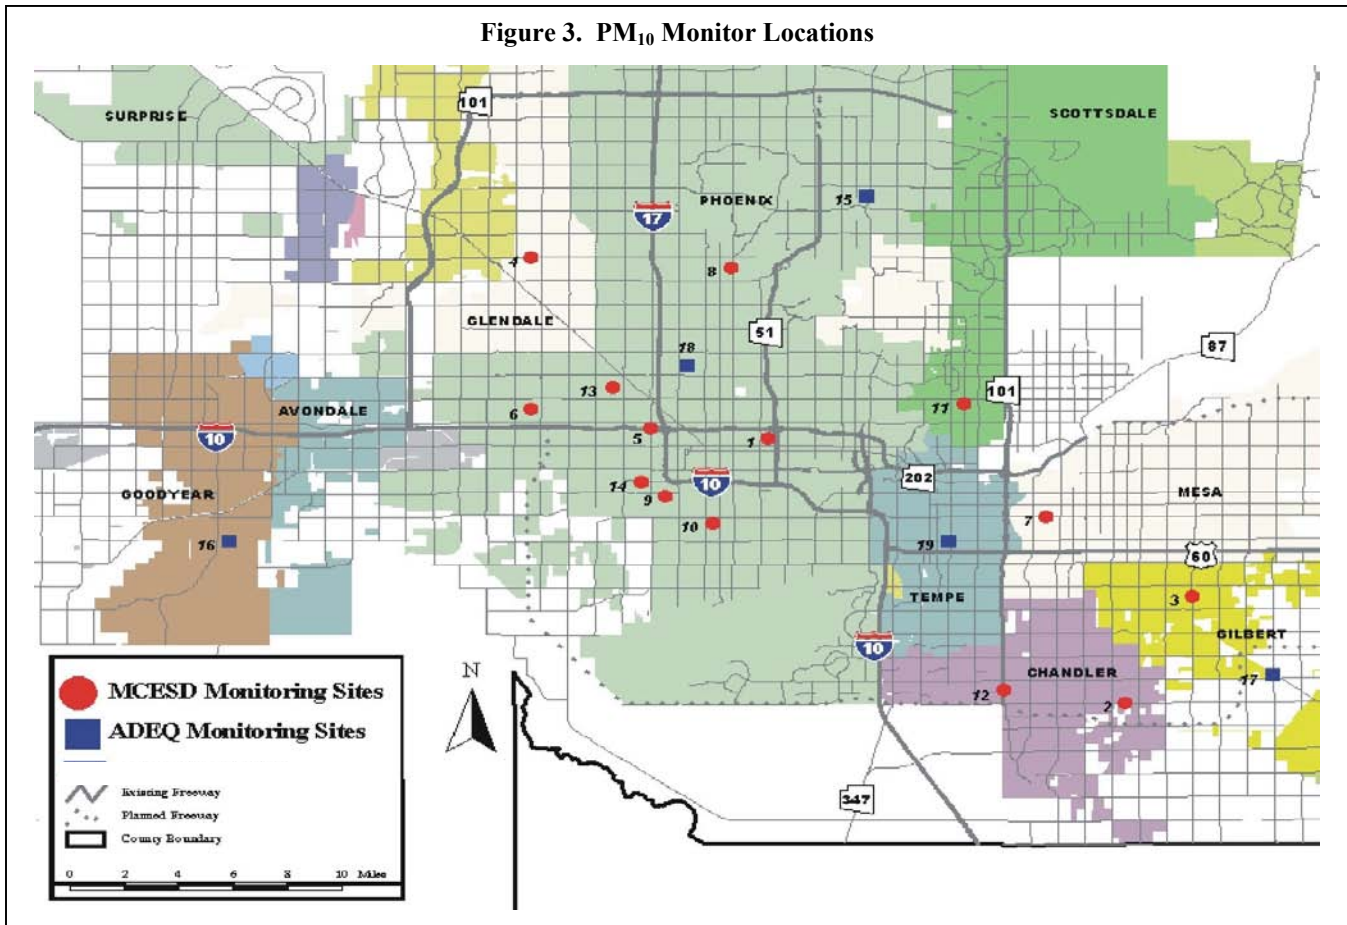 Figure 3. PM10 Monitor Locations
101
SURPRISE
SCOTTSDALE
15
PHOENIX
17
4
8
GLENDALE
51
87
18
13
101
AVONDALE
6
11
10
5
1
202
GOODYEAR
14
10
9
MESA
7
10
16
19
60
TEMPE
3
GILBERT
10
N
CHANDLER
17
MCESD Monitoring Sites
12
2
ADEQ Monitoring Sites
Existing Freeway
347
Planned Freeway
County Boundary
0 2 4 6 8 10 Miles